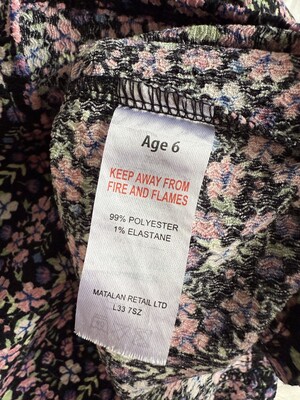 Age 6
KEEP AWAY FROM
FIRE AND FLAMES
99% POLYESTER
1% ELASTANE
MATALAN RETAIL LTD
L33 7SZ